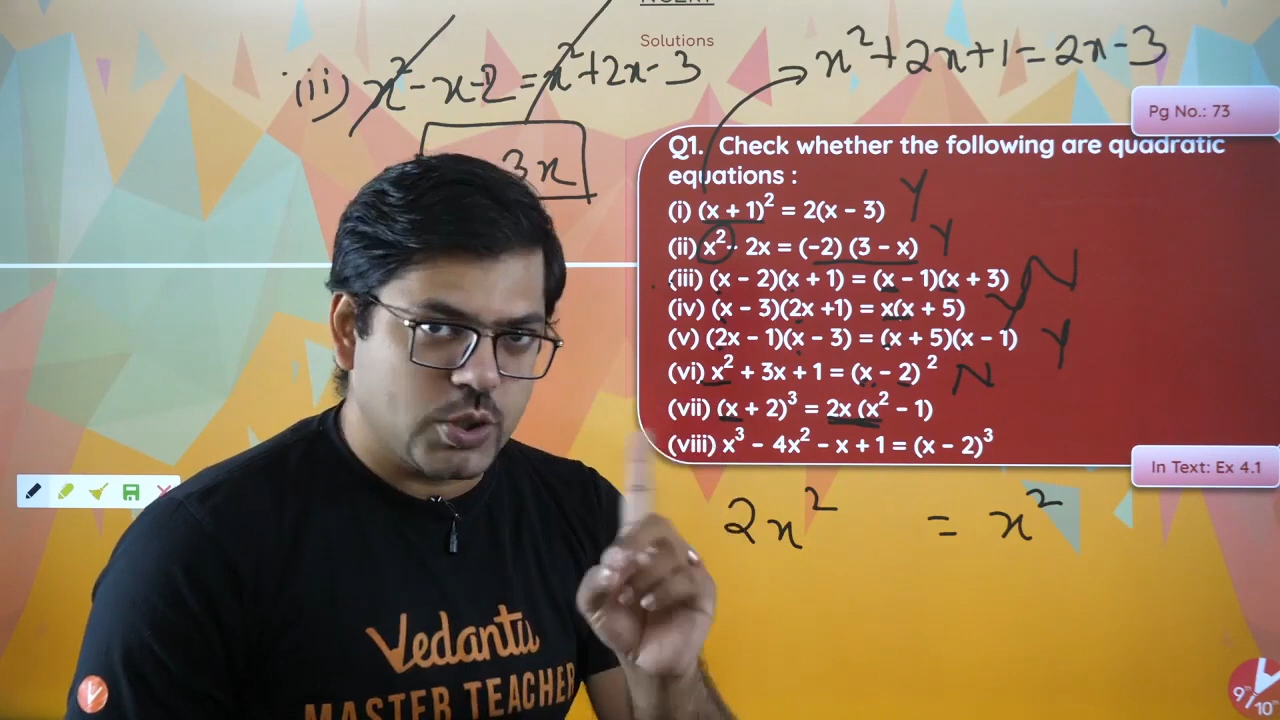 NCERT
Solutions
(iii) x² - x - 2 = x² + 2x - 3
3x
x² + 2x + 1 = 2x - 3
Pg No.: 73
Q1. Check whether the following are quadratic
equations :
(i) (x + 1)² = 2(x – 3) Y
(ii) x² – 2x = (–2) (3 – x) Y
(iii) (x – 2)(x + 1) = (x – 1)(x + 3) N
(iv) (x – 3)(2x +1) = x(x + 5) Y
(v) (2x – 1)(x – 3) = (x + 5)(x – 1) Y
(vi) x² + 3x + 1 = (x – 2) ² N
(vii) (x + 2)³ = 2x (x² – 1)
(viii) x³ – 4x² – x + 1 = (x – 2)³
In Text: Ex 4.1
2x² = x²
Vedantu
MASTER TEACHER
9th/10th